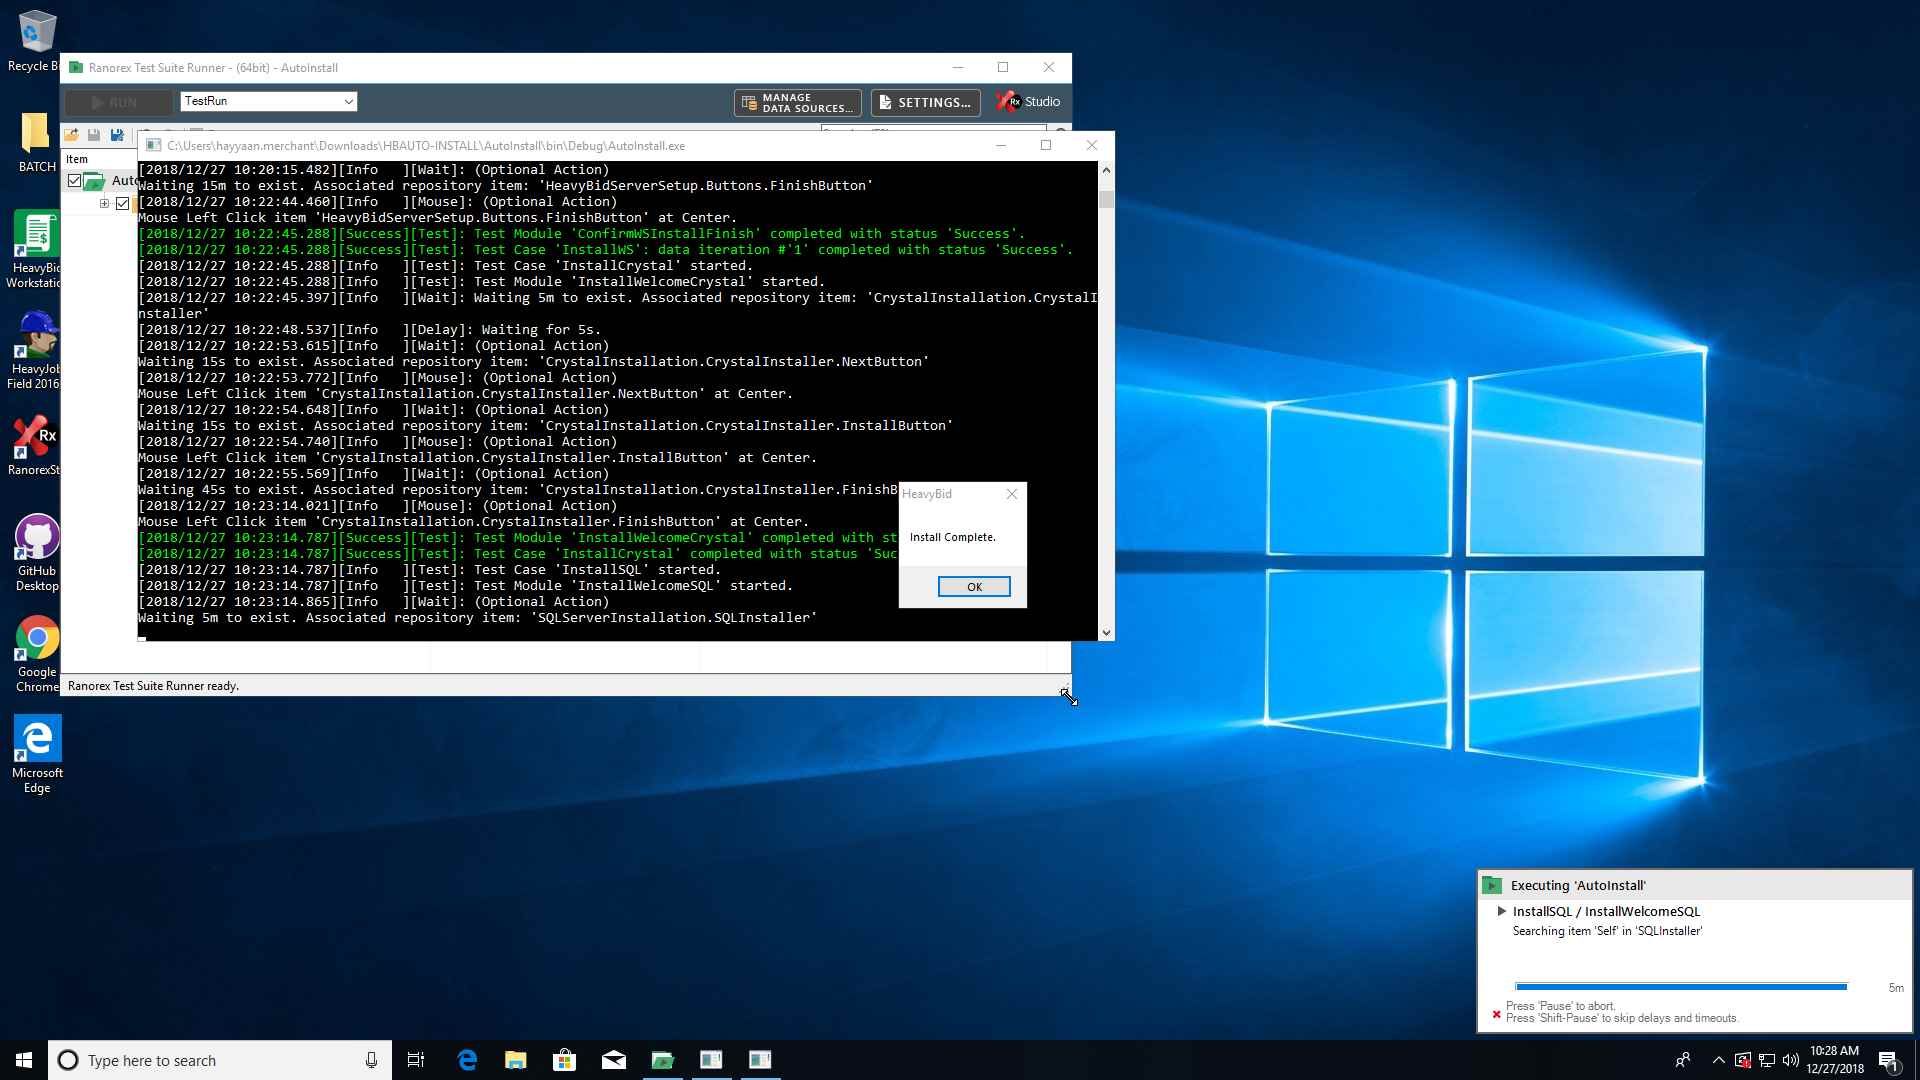 Recycle Bi
BATCH
HeavyBid
Workstatio
HeavyJob
Field 2016
RanorexSt
GitHub
Desktop
Google
Chrome
Microsoft
Edge
Ranorex Test Suite Runner - (64bit) - AutoInstall
RUN
TestRun
MANAGE
DATA SOURCES...
SETTINGS...
Rx Studio
Item
Auto
C:\Users\hayyaan.merchant\Downloads\HBAUTO-INSTALL\AutoInstall\bin\Debug\AutoInstall.exe
[2018/12/27 10:20:15.482][Info   ][Wait]: (Optional Action)
Waiting 15m to exist. Associated repository item: 'HeavyBidServerSetup.Buttons.FinishButton'
[2018/12/27 10:22:44.460][Info   ][Mouse]: (Optional Action)
Mouse Left Click item 'HeavyBidServerSetup.Buttons.FinishButton' at Center.
[2018/12/27 10:22:45.288][Success][Test]: Test Module 'ConfirmWSInstallFinish' completed with status 'Success'.
[2018/12/27 10:22:45.288][Success][Test]: Test Case 'InstallWS': data iteration #'1' completed with status 'Success'.
[2018/12/27 10:22:45.288][Info   ][Test]: Test Case 'InstallCrystal' started.
[2018/12/27 10:22:45.288][Info   ][Test]: Test Module 'InstallWelcomeCrystal' started.
[2018/12/27 10:22:45.397][Info   ][Wait]: Waiting 5m to exist. Associated repository item: 'CrystalInstallation.CrystalI
nstaller'
[2018/12/27 10:22:48.537][Info   ][Delay]: Waiting for 5s.
[2018/12/27 10:22:53.615][Info   ][Wait]: (Optional Action)
Waiting 15s to exist. Associated repository item: 'CrystalInstallation.CrystalInstaller.NextButton'
[2018/12/27 10:22:53.772][Info   ][Mouse]: (Optional Action)
Mouse Left Click item 'CrystalInstallation.CrystalInstaller.NextButton' at Center.
[2018/12/27 10:22:54.648][Info   ][Wait]: (Optional Action)
Waiting 15s to exist. Associated repository item: 'CrystalInstallation.CrystalInstaller.InstallButton'
[2018/12/27 10:22:54.740][Info   ][Mouse]: (Optional Action)
Mouse Left Click item 'CrystalInstallation.CrystalInstaller.InstallButton' at Center.
[2018/12/27 10:22:55.569][Info   ][Wait]: (Optional Action)
Waiting 45s to exist. Associated repository item: 'CrystalInstallation.CrystalInstaller.FinishB
[2018/12/27 10:23:14.021][Info   ][Mouse]: (Optional Action)
Mouse Left Click item 'CrystalInstallation.CrystalInstaller.FinishButton' at Center.
[2018/12/27 10:23:14.787][Success][Test]: Test Module 'InstallWelcomeCrystal' completed with st
[2018/12/27 10:23:14.787][Success][Test]: Test Case 'InstallCrystal' completed with status 'Suc
[2018/12/27 10:23:14.787][Info   ][Test]: Test Case 'InstallSQL' started.
[2018/12/27 10:23:14.787][Info   ][Test]: Test Module 'InstallWelcomeSQL' started.
[2018/12/27 10:23:14.865][Info   ][Wait]: (Optional Action)
Waiting 5m to exist. Associated repository item: 'SQLServerInstallation.SQLInstaller'
HeavyBid
Install Complete.
OK
Ranorex Test Suite Runner ready.
Executing 'AutoInstall'
InstallSQL / InstallWelcomeSQL
Searching item 'Self' in 'SQLInstaller'
5m
Press 'Pause' to abort.
Press 'Shift-Pause' to skip delays and timeouts.
Type here to search
10:28 AM
12/27/2018
1